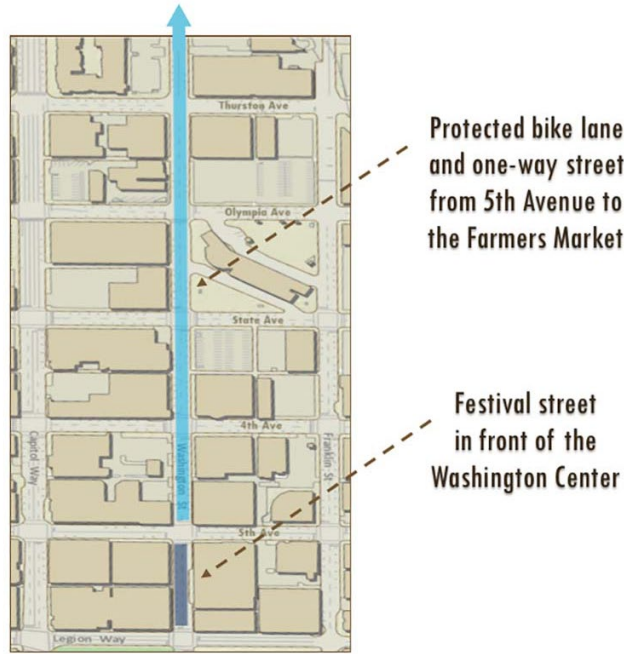 Thurston Ave
Protected bike lane
and one-way street
from 5th Avenue to
the Farmers Market
Olympia Ave
State Ave
4th Ave
Capitol Way
Washington St
Franklin St
Festival street
in front of the
Washington Center
5th Ave
Legion Way